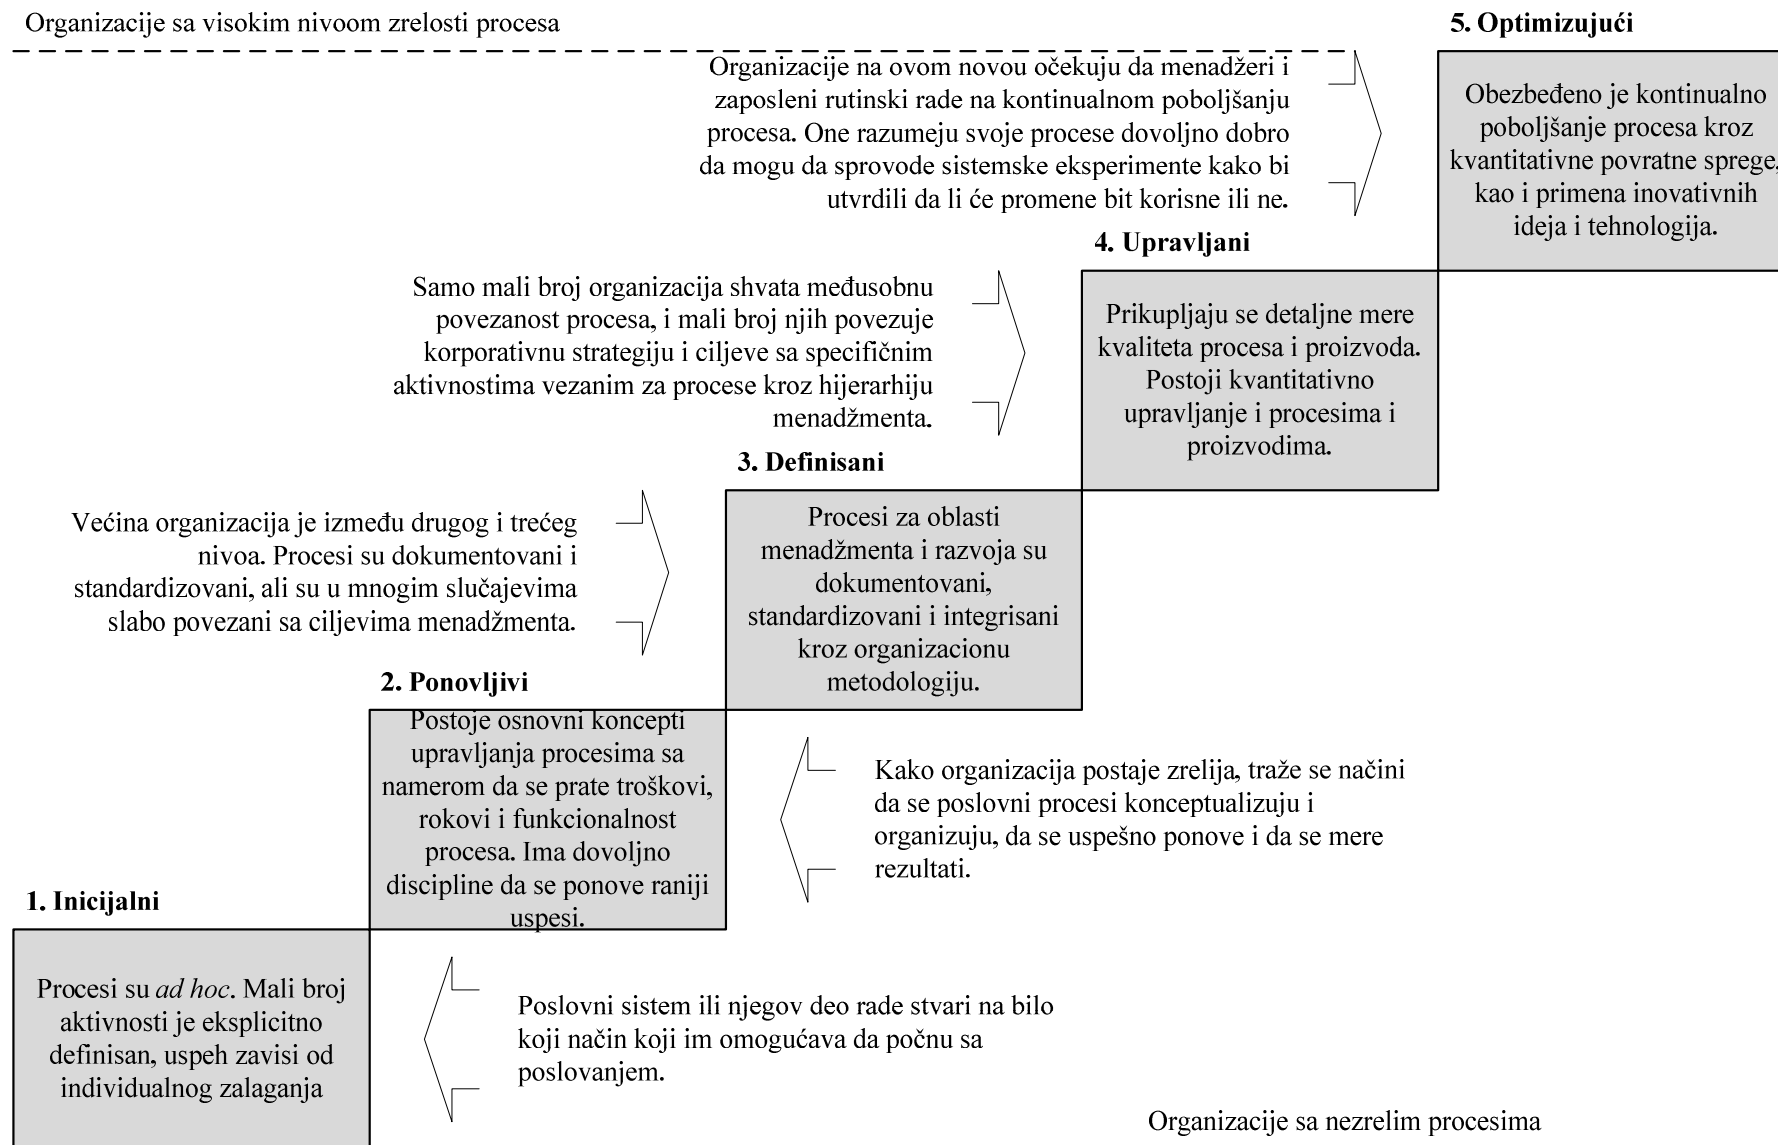 Organizacije sa visokim nivoom zrelosti procesa
5. Optimizujući
Organizacije na ovom novou očekuju da menadžeri i
zaposleni rutinski rade na kontinualnom poboljšanju
procesa. One razumeju svoje procese dovoljno dobro
da mogu da sprovode sistemske eksperimente kako bi
utvrdili da li će promene bit korisne ili ne.
Obezbeđeno je kontinualno
poboljšanje procesa kroz
kvantitativne povratne sprege,
kao i primena inovativnih
ideja i tehnologija.
4. Upravljani
Samo mali broj organizacija shvata međusobnu
povezanost procesa, i mali broj njih povezuje
korporativnu strategiju i ciljeve sa specifičnim
aktivnostima vezanim za procese kroz hijerarhiju
menadžmenta.
Prikupljaju se detaljne mere
kvaliteta procesa i proizvoda.
Postoji kvantitativno
upravljanje i procesima i
proizvodima.
3. Definisani
Većina organizacija je između drugog i trećeg
nivoa. Procesi su dokumentovani i
standardizovani, ali su u mnogim slučajevima
slabo povezani sa ciljevima menadžmenta.
Procesi za oblasti
menadžmenta i razvoja su
dokumentovani,
standardizovani i integrisani
kroz organizacionu
metodologiju.
2. Ponovljivi
Postoje osnovni koncepti
upravljanja procesima sa
namerom da se prate troškovi,
rokovi i funkcionalnost
procesa. Ima dovoljno
discipline da se ponove raniji
uspesi.
Kako organizacija postaje zrelija, traže se načini
da se poslovni procesi konceptualizuju i
organizuju, da se uspešno ponove i da se mere
rezultati.
1. Inicijalni
Procesi su ad hoc. Mali broj
aktivnosti je eksplicitno
definisan, uspeh zavisi od
individualnog zalaganja
Poslovni sistem ili njegov deo rade stvari na bilo
koji način koji im omogućava da počnu sa
poslovanjem.
Organizacije sa nezrelim procesima